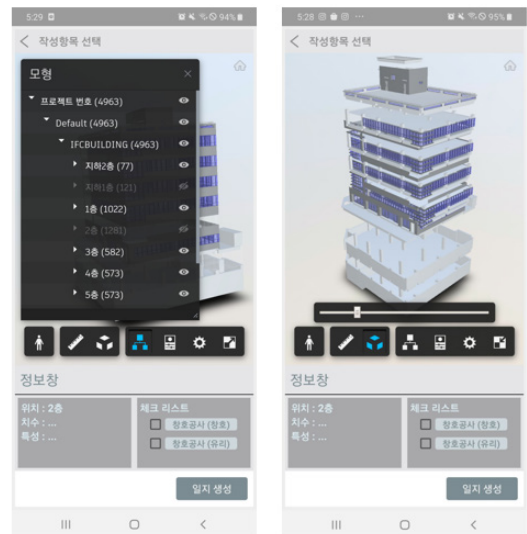 5:29
94%
작성항목 선택
모형
프로젝트 번호 (4963)
Default (4963)
IFCBUILDING (4963)
지하2층 (77)
지하1층 (121)
1층 (1022)
2층 (1281)
3층 (582)
4층 (573)
5층 (573)
정보창
위치 : 2층
치수 : ...
특성 : ...
체크 리스트
창호공사 (창호)
창호공사 (유리)
일지 생성
5:28
95%
작성항목 선택
정보창
위치 : 2층
치수 : ...
특성 : ...
체크 리스트
창호공사 (창호)
창호공사 (유리)
일지 생성